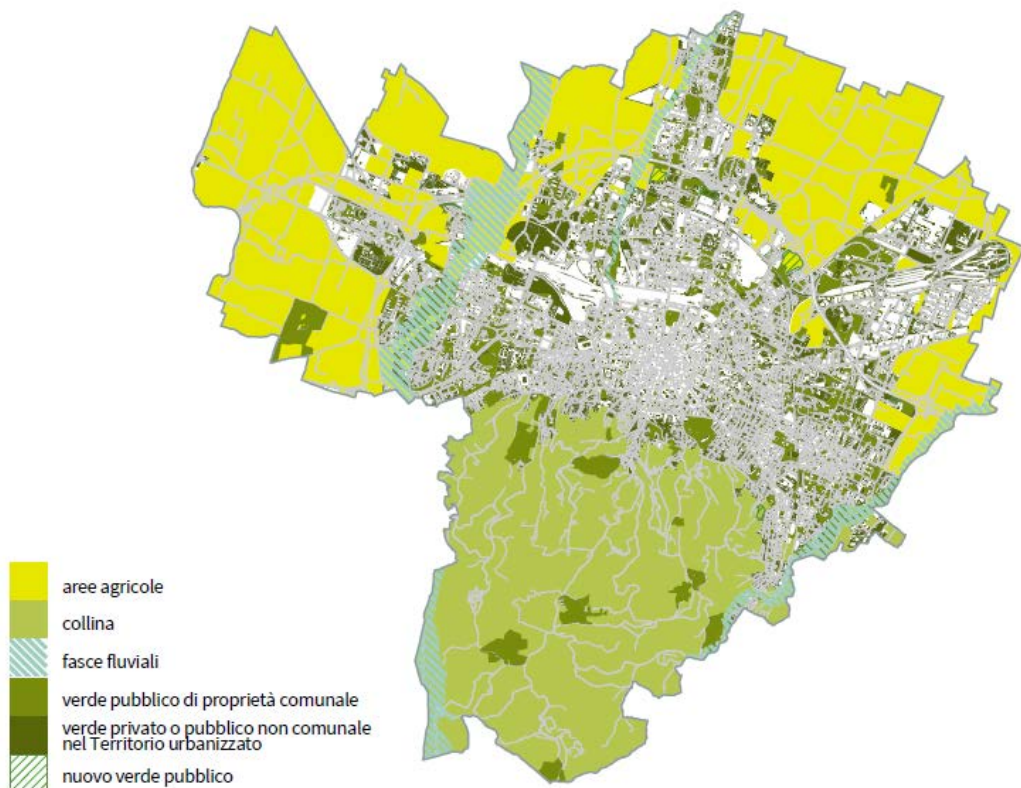 aree agricole
collina
fasce fluviali
verde pubblico di proprietà comunale
verde privato o pubblico non comunale
nel Territorio urbanizzato
nuovo verde pubblico